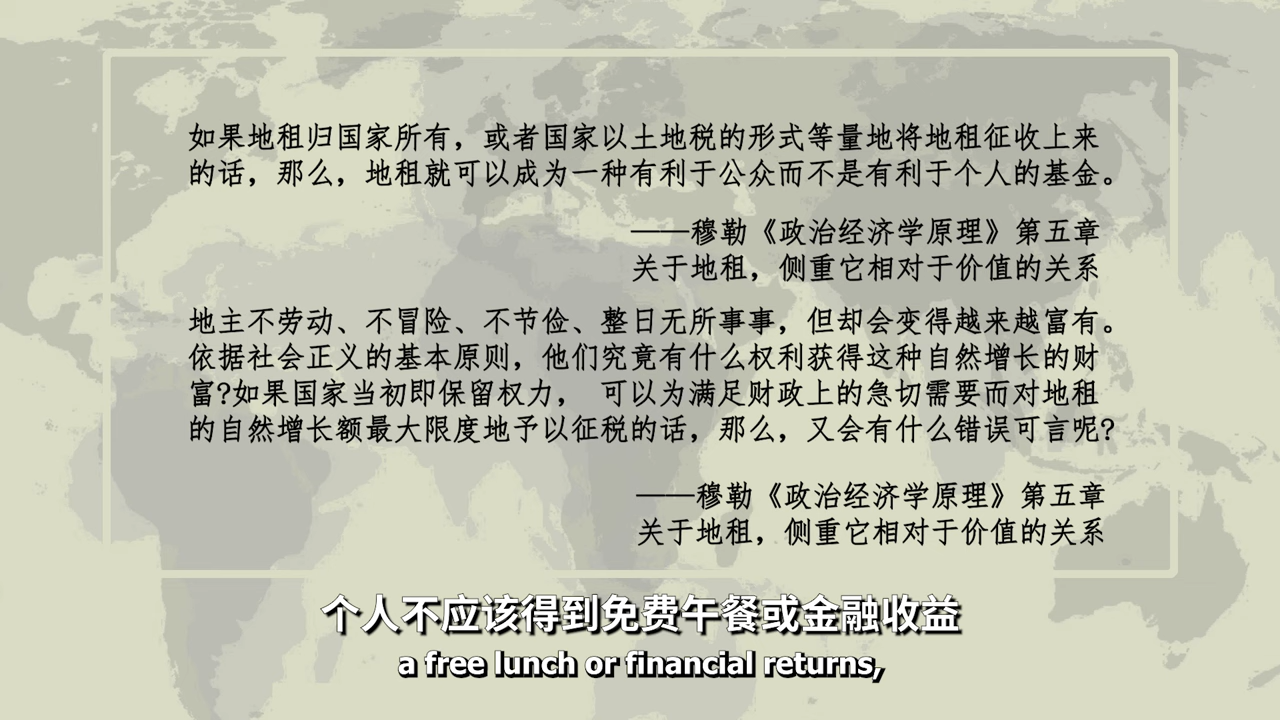 如果地租归国家所有，或者国家以土地税的形式等量地将地租征收上来
的话，那么，地租就可以成为一种有利于公众而不是有利于个人的基金。
——穆勒《政治经济学原理》第五章
关于地租，侧重它相对于价值的关系
地主不劳动、不冒险、不节俭、整日无所事事，但却会变得越来越富有。
依据社会正义的基本原则，他们究竟有什么权利获得这种自然增长的财
富?如果国家当初即保留权力， 可以为满足财政上的急切需要而对地租
的自然增长额最大限度地予以征税的话，那么，又会有什么错误可言呢?
——穆勒《政治经济学原理》第五章
关于地租，侧重它相对于价值的关系
个人不应该得到免费午餐或金融收益
a free lunch or financial returns,